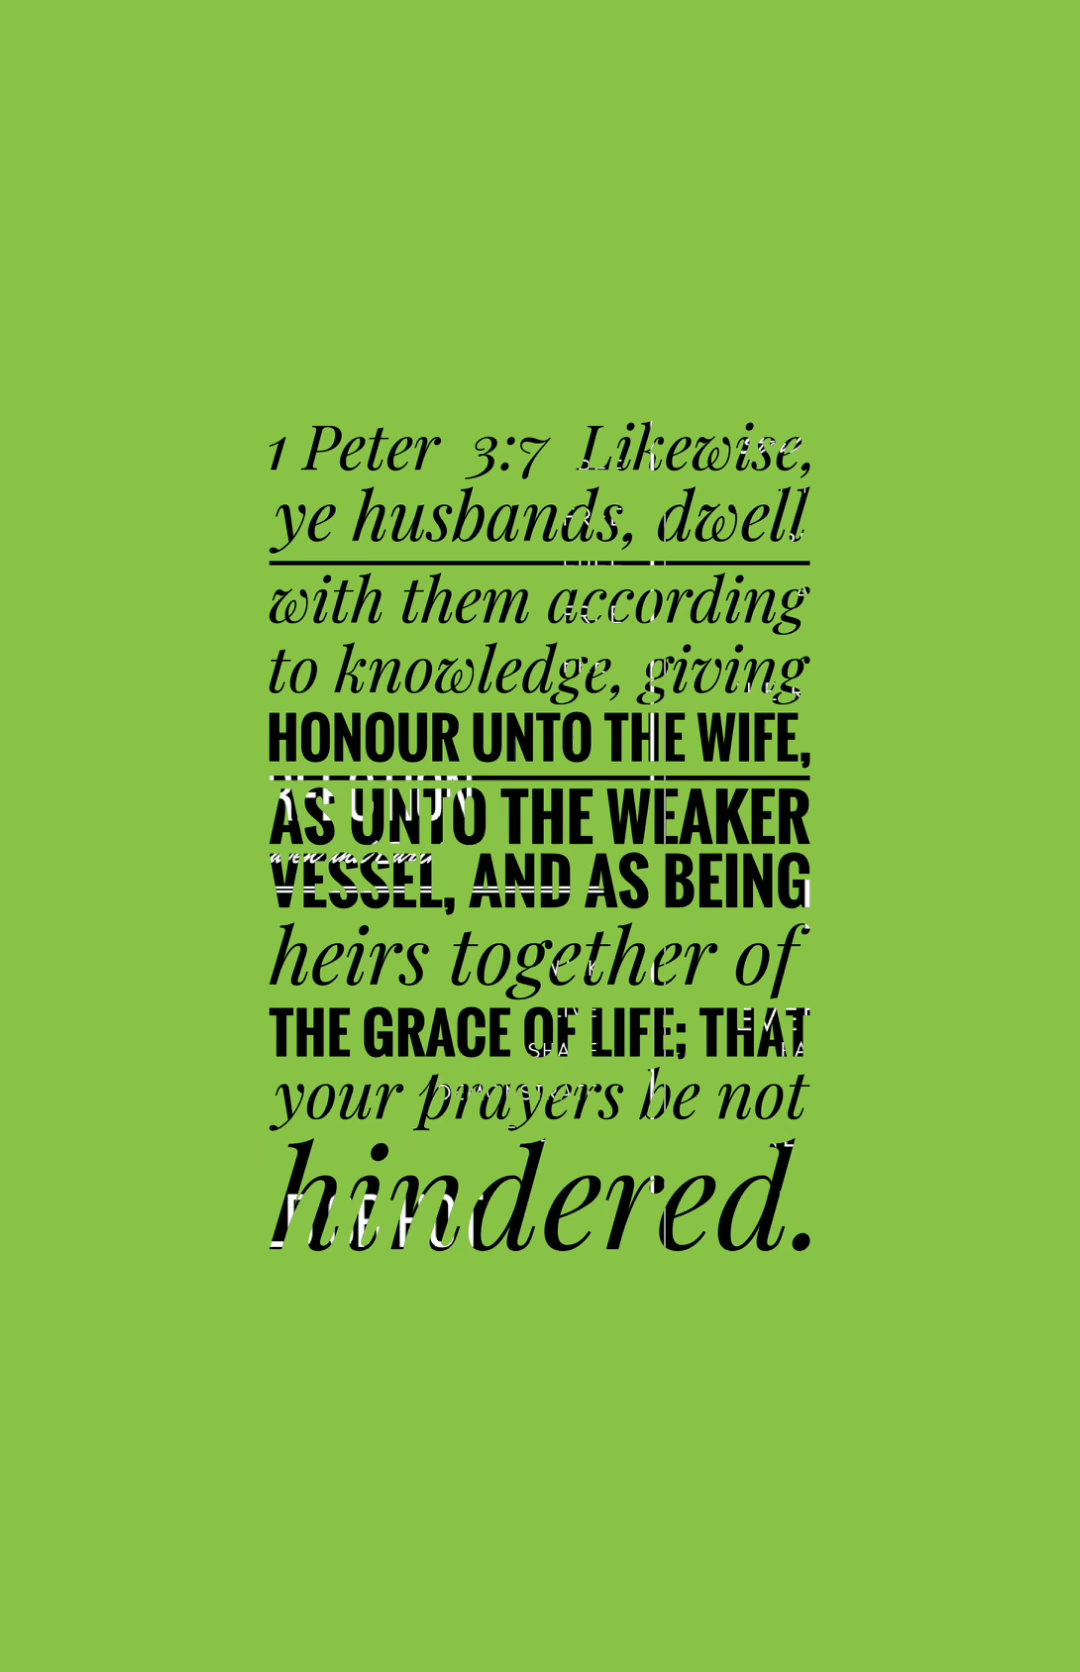 1 Peter 3:7 Likewise,
ye husbands, dwell
with them according
to knowledge, giving
HONOUR UNTO THE WIFE,
AS UNTO THE WEAKER
VESSEL, AND AS BEING
heirs together of
THE GRACE OF LIFE; THAT
your prayers be not
hindered.